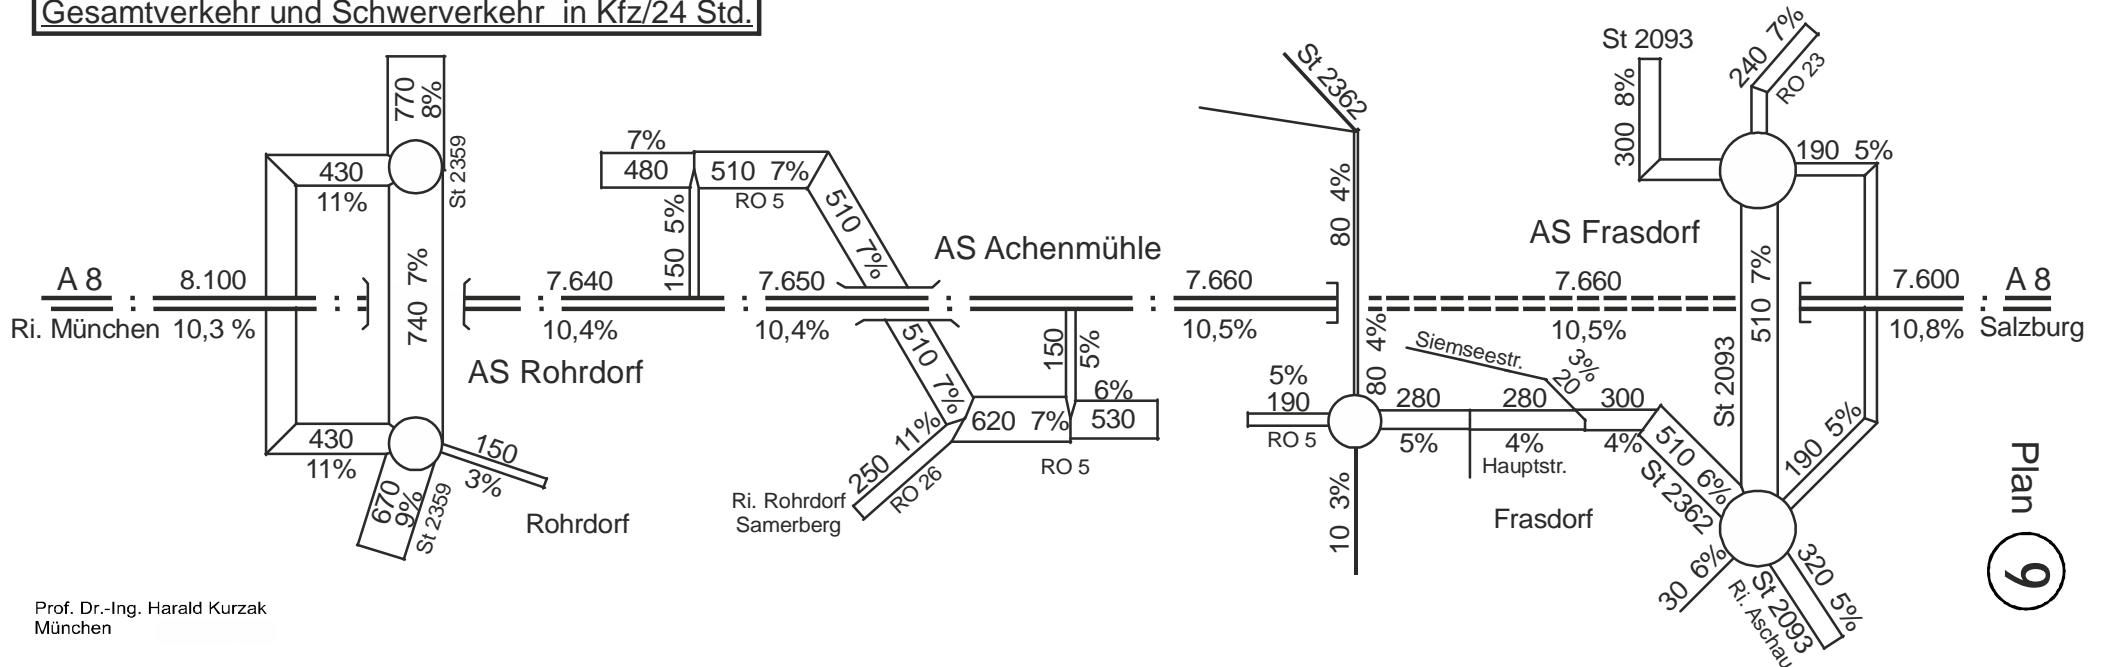 Gesamtverkehr und Schwerverkehr in Kfz/24 Std.
770
8%
St 2359
430
11%
740 7%
A 8
8.100
Ri. München
10,3 %
AS Rohrdorf
430
11%
150
3%
670
9%
St 2359
Rohrdorf
7.640
10,4%
7%
480
510 7%
RO 5
150 5%
510 7%
7.650
10,4%
AS Achenmühle
510 7%
150
5%
6%
530
620 7%
RO 5
250 11%
RO 26
Ri. Rohrdorf
Samerberg
7.660
10,5%
St 2362
80 4%
80 4%
5%
190
RO 5
10 3%
280
5%
280
4%
300
4%
Hauptstr.
Siemseestr.
3%
20
Frasdorf
7.660
10,5%
AS Frasdorf
St 2093
300 8%
240 7%
RO 23
190 5%
510 7%
St 2093
7.600
10,8%
A 8
Salzburg
190 5%
510 6%
St 2362
30 6%
320 5%
St 2093
Ri. Aschau
Plan
9
Prof. Dr.-Ing. Harald Kurzak
München